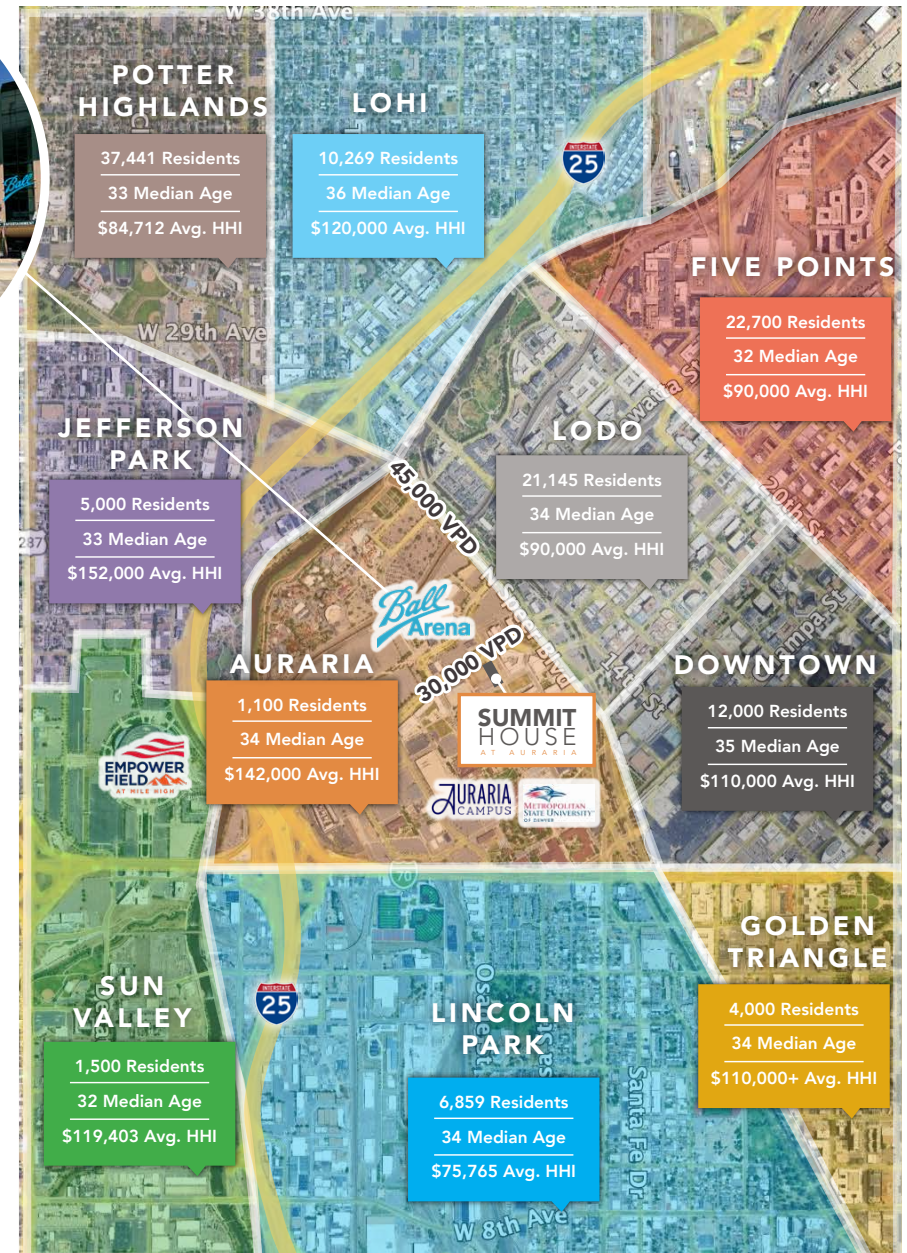 W 38th Ave
POTTER
HIGHLANDS
37,441 Residents
33 Median Age
$84,712 Avg. HHI
LOHI
10,269 Residents
36 Median Age
$120,000 Avg. HHI
INTERSTATE
25
Ball
FIVE POINTS
22,700 Residents
32 Median Age
$90,000 Avg. HHI
W 29th Ave
JEFFERSON
PARK
5,000 Residents
33 Median Age
$152,000 Avg. HHI
287
LODO
21,145 Residents
34 Median Age
$90,000 Avg. HHI
20th St
45,000 VPD
Ball
Arena
30,000 VPD
N Speer Blvd
14th St
AURARIA
1,100 Residents
34 Median Age
$142,000 Avg. HHI
SUMMIT
HOUSE
AT AURARIA
DOWNTOWN
12,000 Residents
35 Median Age
$110,000 Avg. HHI
EMPOWER
FIELD
AT MILE HIGH
AURARIA
CAMPUS
METROPOLITAN
STATE UNIVERSITY
OF DENVER
70
GOLDEN
TRIANGLE
4,000 Residents
34 Median Age
$110,000+ Avg. HHI
SUN
VALLEY
1,500 Residents
32 Median Age
$119,403 Avg. HHI
INTERSTATE
25
LINCOLN
PARK
6,859 Residents
34 Median Age
$75,765 Avg. HHI
Santa Fe Dr
W 8th Ave